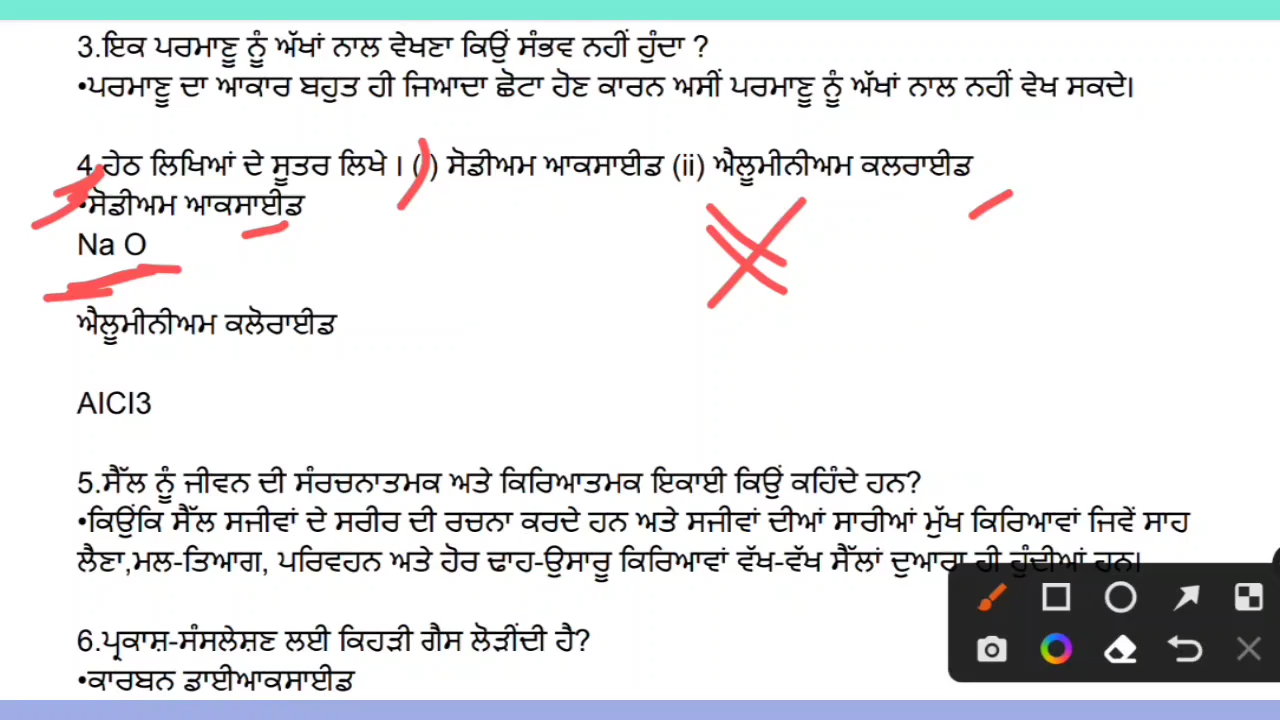 3.ਇਕ ਪਰਮਾਣੂ ਨੂੰ ਅੱਖਾਂ ਨਾਲ ਵੇਖਣਾ ਕਿਉਂ ਸੰਭਵ ਨਹੀਂ ਹੁੰਦਾ ?
•ਪਰਮਾਣੂ ਦਾ ਆਕਾਰ ਬਹੁਤ ਹੀ ਜਿਆਦਾ ਛੋਟਾ ਹੋਣ ਕਾਰਨ ਅਸੀਂ ਪਰਮਾਣੂ ਨੂੰ ਅੱਖਾਂ ਨਾਲ ਨਹੀਂ ਵੇਖ ਸਕਦੇ।
4.ਹੇਠ ਲਿਖਿਆਂ ਦੇ ਸੂਤਰ ਲਿਖੇ । (i) ਸੋਡੀਅਮ ਆਕਸਾਈਡ (ii) ਐਲੂਮੀਨੀਅਮ ਕਲਰਾਈਡ
•ਸੋਡੀਅਮ ਆਕਸਾਈਡ
Na O
ਐਲੂਮੀਨੀਅਮ ਕਲੋਰਾਈਡ
AlCl3
5.ਸੈੱਲ ਨੂੰ ਜੀਵਨ ਦੀ ਸੰਰਚਨਾਤਮਕ ਅਤੇ ਕਿਰਿਆਤਮਕ ਇਕਾਈ ਕਿਉਂ ਕਹਿੰਦੇ ਹਨ?
•ਕਿਉਂਕਿ ਸੈੱਲ ਸਜੀਵਾਂ ਦੇ ਸਰੀਰ ਦੀ ਰਚਨਾ ਕਰਦੇ ਹਨ ਅਤੇ ਸਜੀਵਾਂ ਦੀਆਂ ਸਾਰੀਆਂ ਮੁੱਖ ਕਿਰਿਆਵਾਂ ਜਿਵੇਂ ਸਾਹ
ਲੈਣਾ,ਮਲ-ਤਿਆਗ, ਪਰਿਵਹਨ ਅਤੇ ਹੋਰ ਢਾਹ-ਉਸਾਰੂ ਕਿਰਿਆਵਾਂ ਵੱਖ-ਵੱਖ ਸੈੱਲਾਂ ਦੁਆਰਾ ਹੀ ਹੁੰਦੀਆਂ ਹਨ।
6.ਪ੍ਰਕਾਸ਼-ਸੰਸਲੇਸ਼ਣ ਲਈ ਕਿਹੜੀ ਗੈਸ ਲੋੜੀਂਦੀ ਹੈ?
•ਕਾਰਬਨ ਡਾਈਆਕਸਾਈਡ